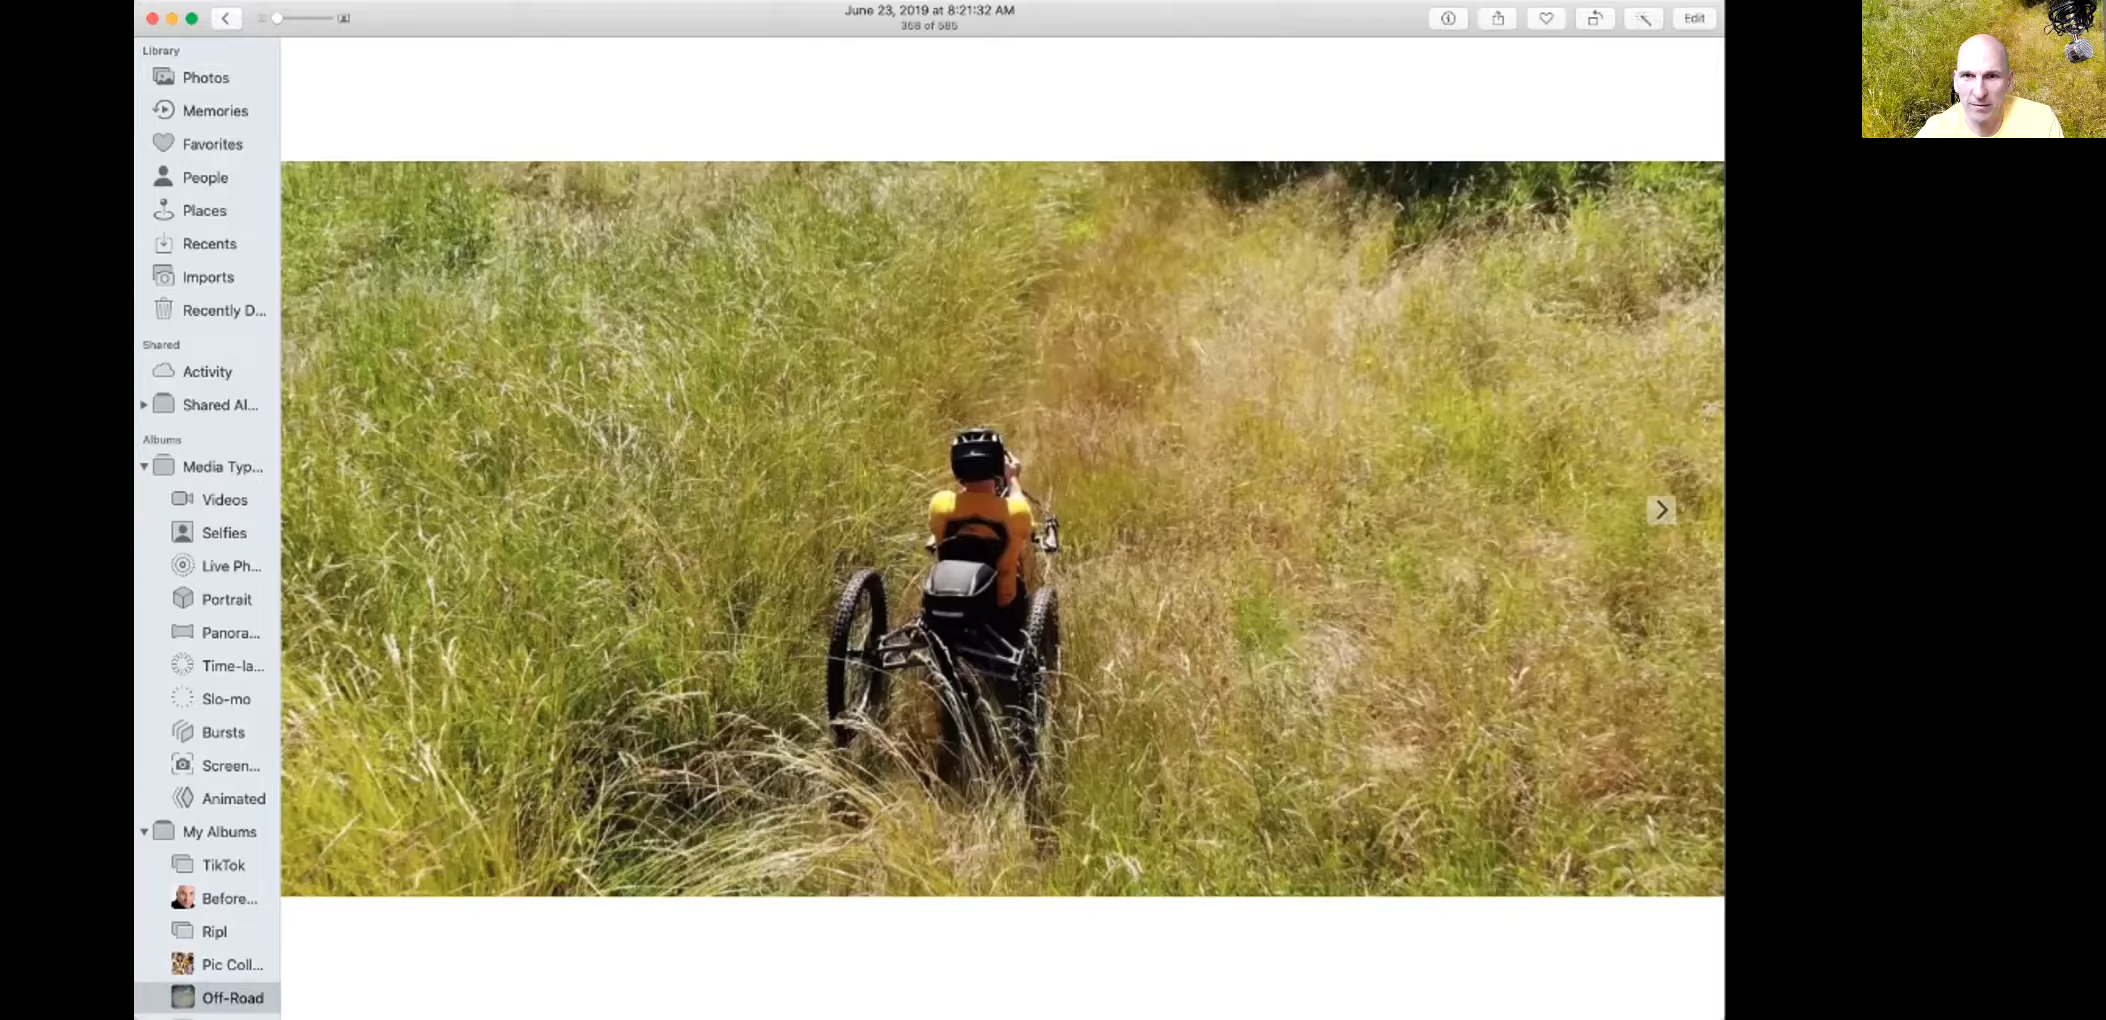 June 23, 2019 at 8:21:32 AM
358 of 585
Edit
Library
Photos
Memories
Favorites
People
Places
Recents
Imports
Recently D...
Shared
Activity
Shared Al...
Albums
Media Typ...
Videos
Selfies
Live Ph...
Portrait
Panora...
Time-la...
Slo-mo
Bursts
Screen...
Animated
My Albums
TikTok
Before...
Ripl
Pic Coll...
Off-Road